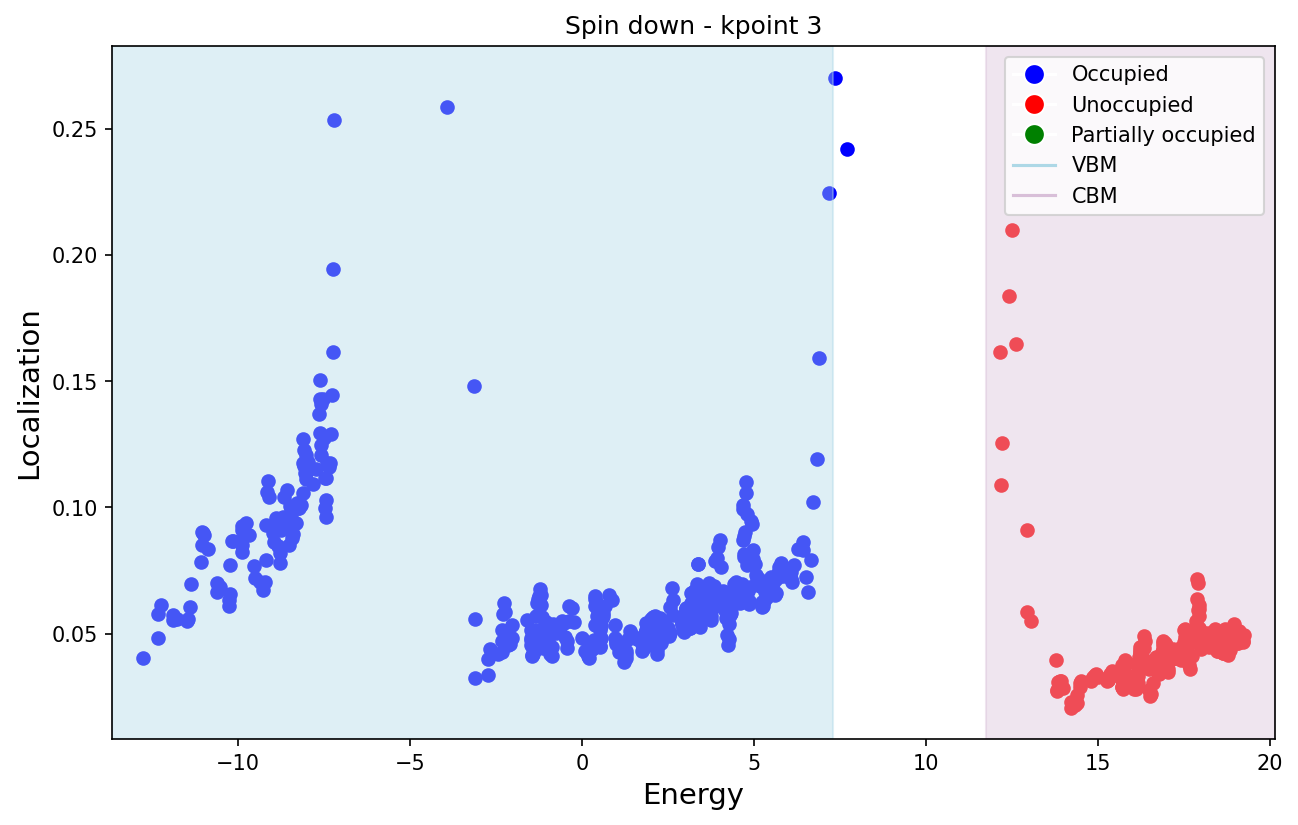 Spin down - kpoint 3
Localization
0.25
0.20
0.15
0.10
0.05
−10
−5
0
5
10
15
20
Energy
Occupied
Unoccupied
Partially occupied
VBM
CBM